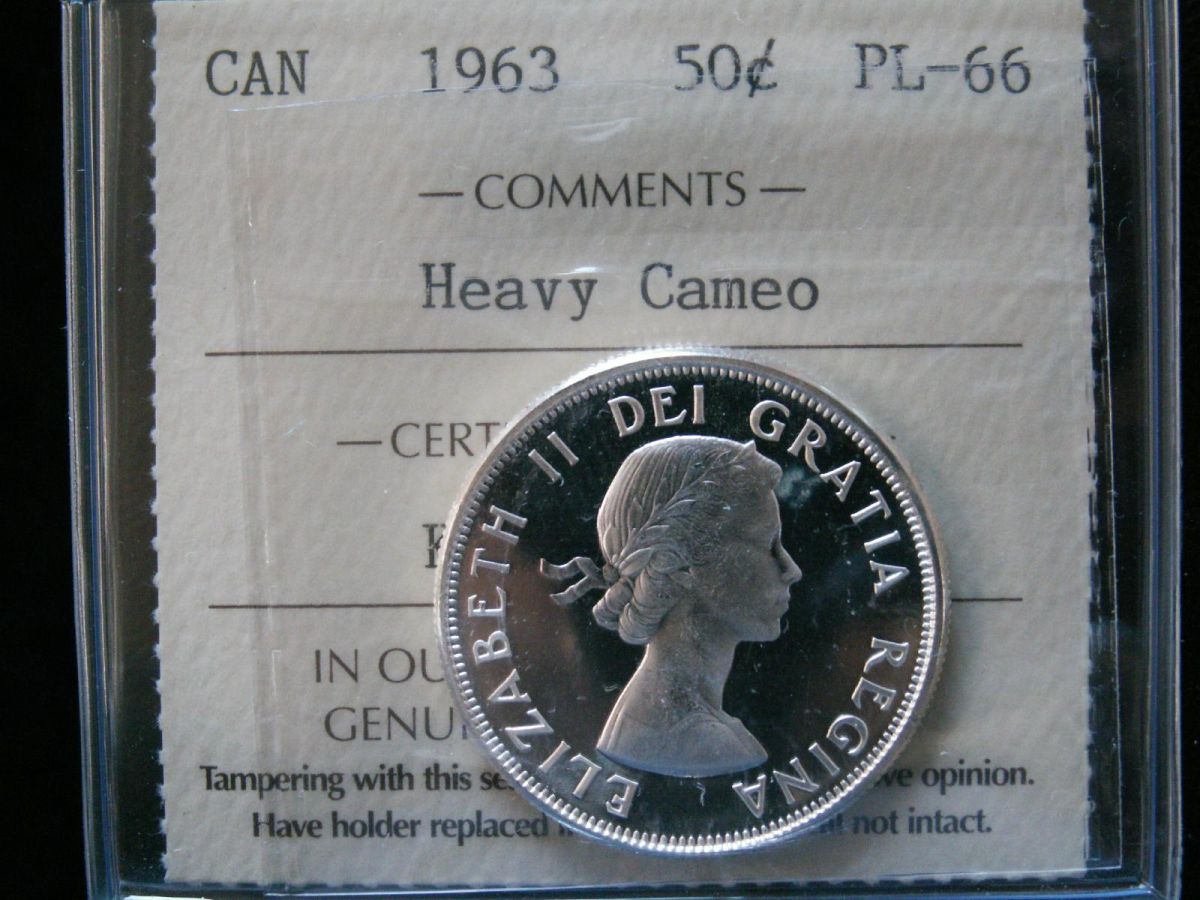 CAN 1963 50¢ PL-66
— COMMENTS —
Heavy Cameo
— CERT
IN OU
GENUI
Tampering with this se ve opinion.
Have holder replaced not intact.
ELIZABETH II DEI GRATIA REGINA